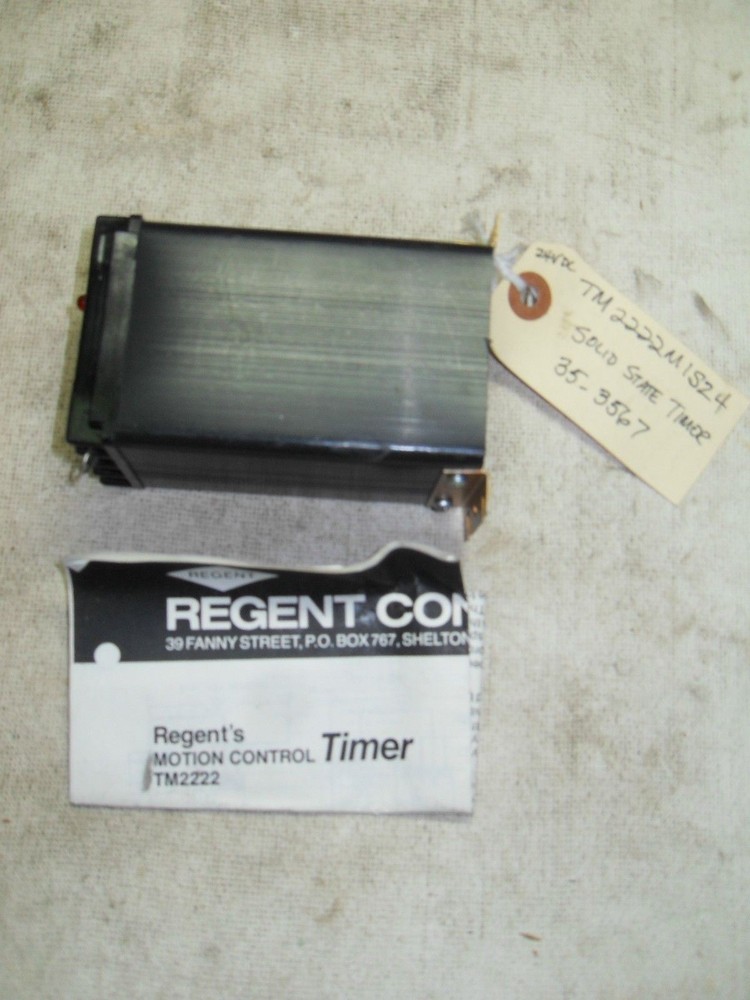 24VDC
TM2222M1S24
SOLID STATE TIMER
35-3567
REGENT
REGENT CON
39 FANNY STREET, P.O. BOX 767, SHELTON
Regent's
MOTION CONTROL Timer
TM2222